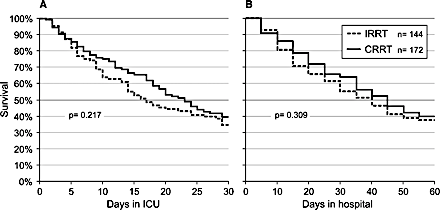 A
B
100%
90%
80%
70%
60%
50%
40%
30%
20%
10%
0%
Survival
p= 0.217
0 5 10 15 20 25 30
Days in ICU
IRRT n= 144
CRRT n= 172
p= 0.309
0 10 20 30 40 50 60
Days in hospital